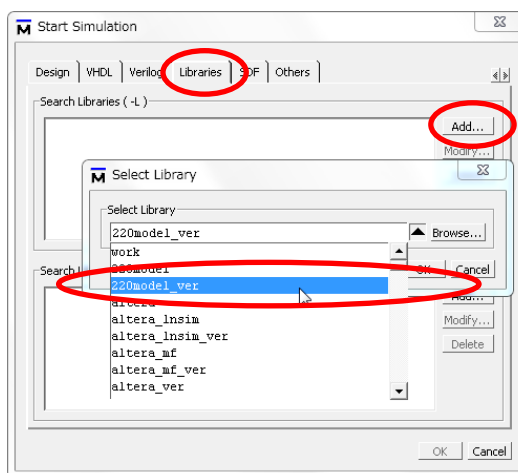 Start Simulation
Design VHDL Verilog Libraries SDF Others
Search Libraries ( -L )
Add...
Modify...
Select Library
Select Library
220model_ver
Browse...
work
220model
220model_ver
altera
altera_lnsim
altera_lnsim_ver
altera_mf
altera_mf_ver
altera_ver
OK Cancel
Search L
Add...
Modify...
Delete
OK Cancel